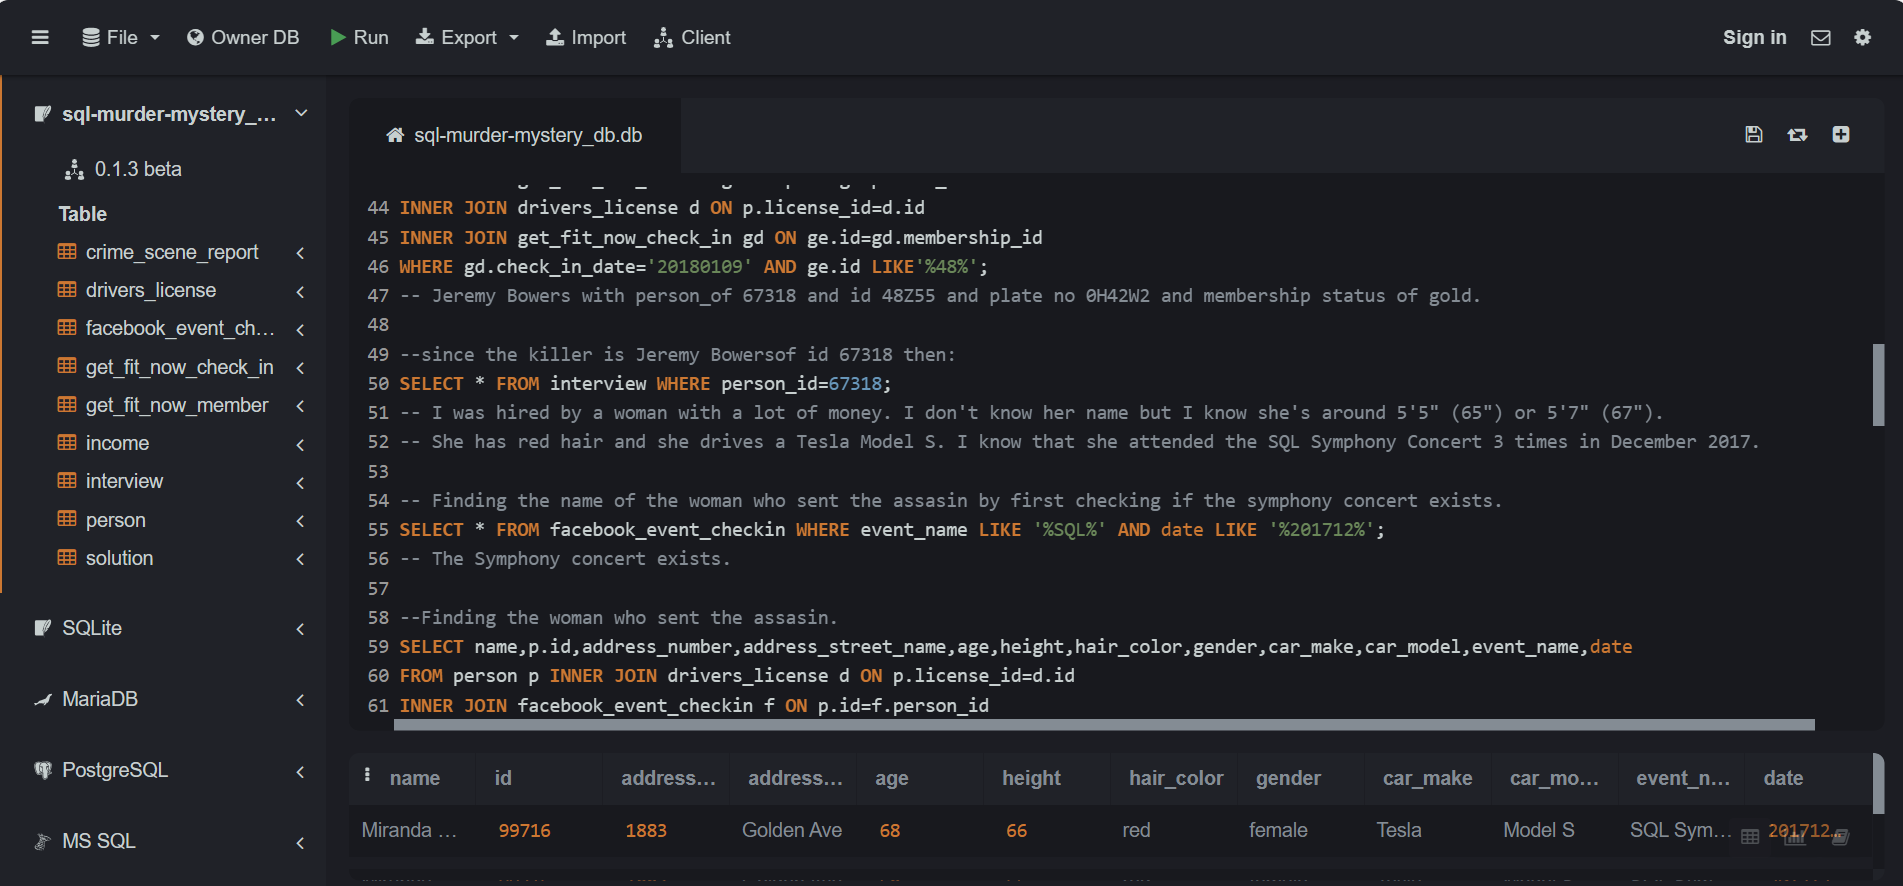 File Owner DB Run Export Import Client Sign in
sql-murder-mystery_...
0.1.3 beta
Table
crime_scene_report
drivers_license
facebook_event_ch...
get_fit_now_check_in
get_fit_now_member
income
interview
person
solution
SQLite
MariaDB
PostgreSQL
MS SQL
sql-murder-mystery_db.db
44 INNER JOIN drivers_license d ON p.license_id=d.id
45 INNER JOIN get_fit_now_check_in gd ON ge.id=gd.membership_id
46 WHERE gd.check_in_date='20180109' AND ge.id LIKE'%48%';
47 -- Jeremy Bowers with person_of 67318 and id 48Z55 and plate no 0H42W2 and membership status of gold.
48
49 --since the killer is Jeremy Bowersof id 67318 then:
50 SELECT * FROM interview WHERE person_id=67318;
51 -- I was hired by a woman with a lot of money. I don't know her name but I know she's around 5'5" (65") or 5'7" (67").
52 -- She has red hair and she drives a Tesla Model S. I know that she attended the SQL Symphony Concert 3 times in December 2017.
53
54 -- Finding the name of the woman who sent the assasin by first checking if the symphony concert exists.
55 SELECT * FROM facebook_event_checkin WHERE event_name LIKE '%SQL%' AND date LIKE '%201712%';
56 -- The Symphony concert exists.
57
58 --Finding the woman who sent the assasin.
59 SELECT name,p.id,address_number,address_street_name,age,height,hair_color,gender,car_make,car_model,event_name,date
60 FROM person p INNER JOIN drivers_license d ON p.license_id=d.id
61 INNER JOIN facebook_event_checkin f ON p.id=f.person_id
name id address... address... age height hair_color gender car_make car_mo... event_n... date
Miranda ... 99716 1883 Golden Ave 68 66 red female Tesla Model S SQL Sym... 201712...